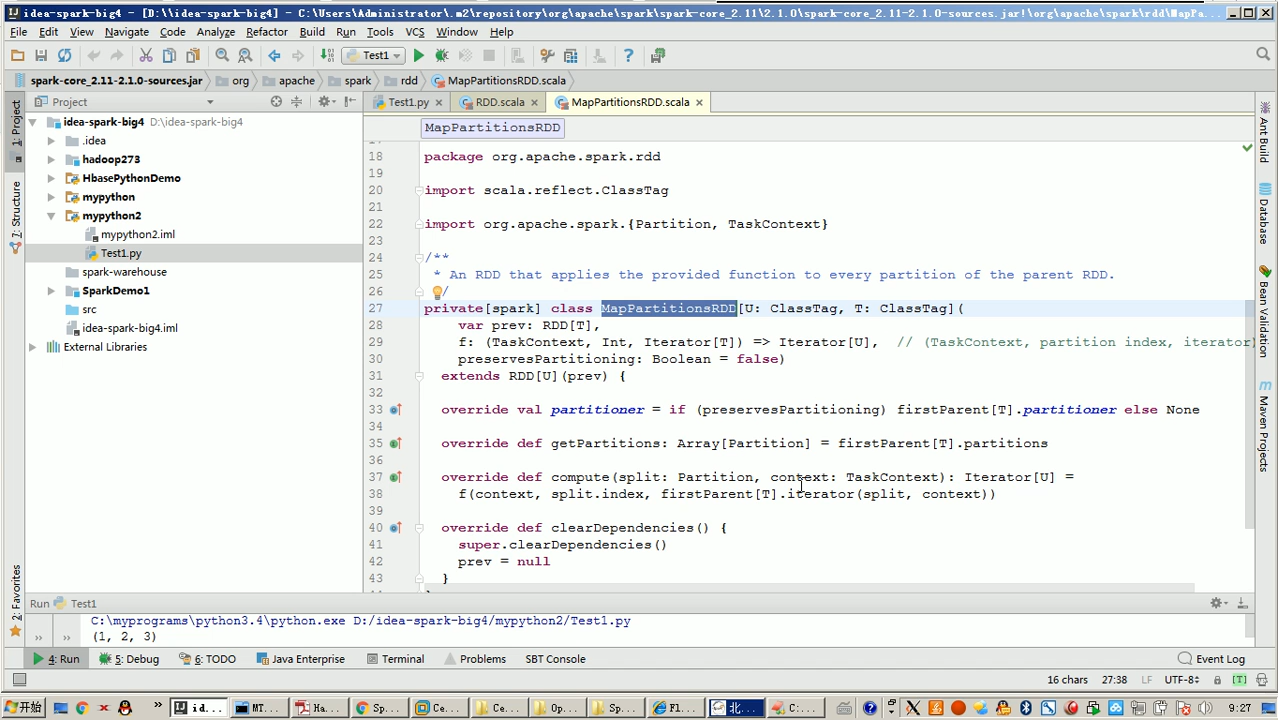 idea-spark-big4 - [D:\\idea-spark-big4] - C:\Users\Administrator\.m2\repository\org\apache\spark\spark-core_2.11\2.1.0\spark-core_2.11-2.1.0-sources.jar!\org\apache\spark\rdd\MapPa...
File Edit View Navigate Code Analyze Refactor Build Run Tools VCS Window Help
Test1
spark-core_2.11-2.1.0-sources.jar org apache spark rdd MapPartitionsRDD.scala
Project
Test1.py RDD.scala MapPartitionsRDD.scala
MapPartitionsRDD
1: Project
7: Structure
2: Favorites
idea-spark-big4 D:\idea-spark-big4
.idea
hadoop273
HbasePythonDemo
mypython
mypython2
mypython2.iml
Test1.py
spark-warehouse
SparkDemo1
src
idea-spark-big4.iml
External Libraries
18 package org.apache.spark.rdd
19
20 import scala.reflect.ClassTag
21
22 import org.apache.spark.{Partition, TaskContext}
23
24 /**
25 * An RDD that applies the provided function to every partition of the parent RDD.
26 */
27 private[spark] class MapPartitionsRDD[U: ClassTag, T: ClassTag](
28 var prev: RDD[T],
29 f: (TaskContext, Int, Iterator[T]) => Iterator[U], // (TaskContext, partition index, iterator)
30 preservesPartitioning: Boolean = false)
31 extends RDD[U](prev) {
32
33 override val partitioner = if (preservesPartitioning) firstParent[T].partitioner else None
34
35 override def getPartitions: Array[Partition] = firstParent[T].partitions
36
37 override def compute(split: Partition, context: TaskContext): Iterator[U] =
38 f(context, split.index, firstParent[T].iterator(split, context))
39
40 override def clearDependencies() {
41 super.clearDependencies()
42 prev = null
43 }
Ant Build
Database
Bean Validation
Maven Projects
Run Test1
C:\myprograms\python3.4\python.exe D:/idea-spark-big4/mypython2/Test1.py
(1, 2, 3)
4: Run 5: Debug 6: TODO Java Enterprise Terminal Problems SBT Console Event Log
16 chars 27:38 LF UTF-8 [T]
开始 id... MT... Ha... Sp... Ce... Ce... Op... Sp... Fl... 北... C:... 9:27